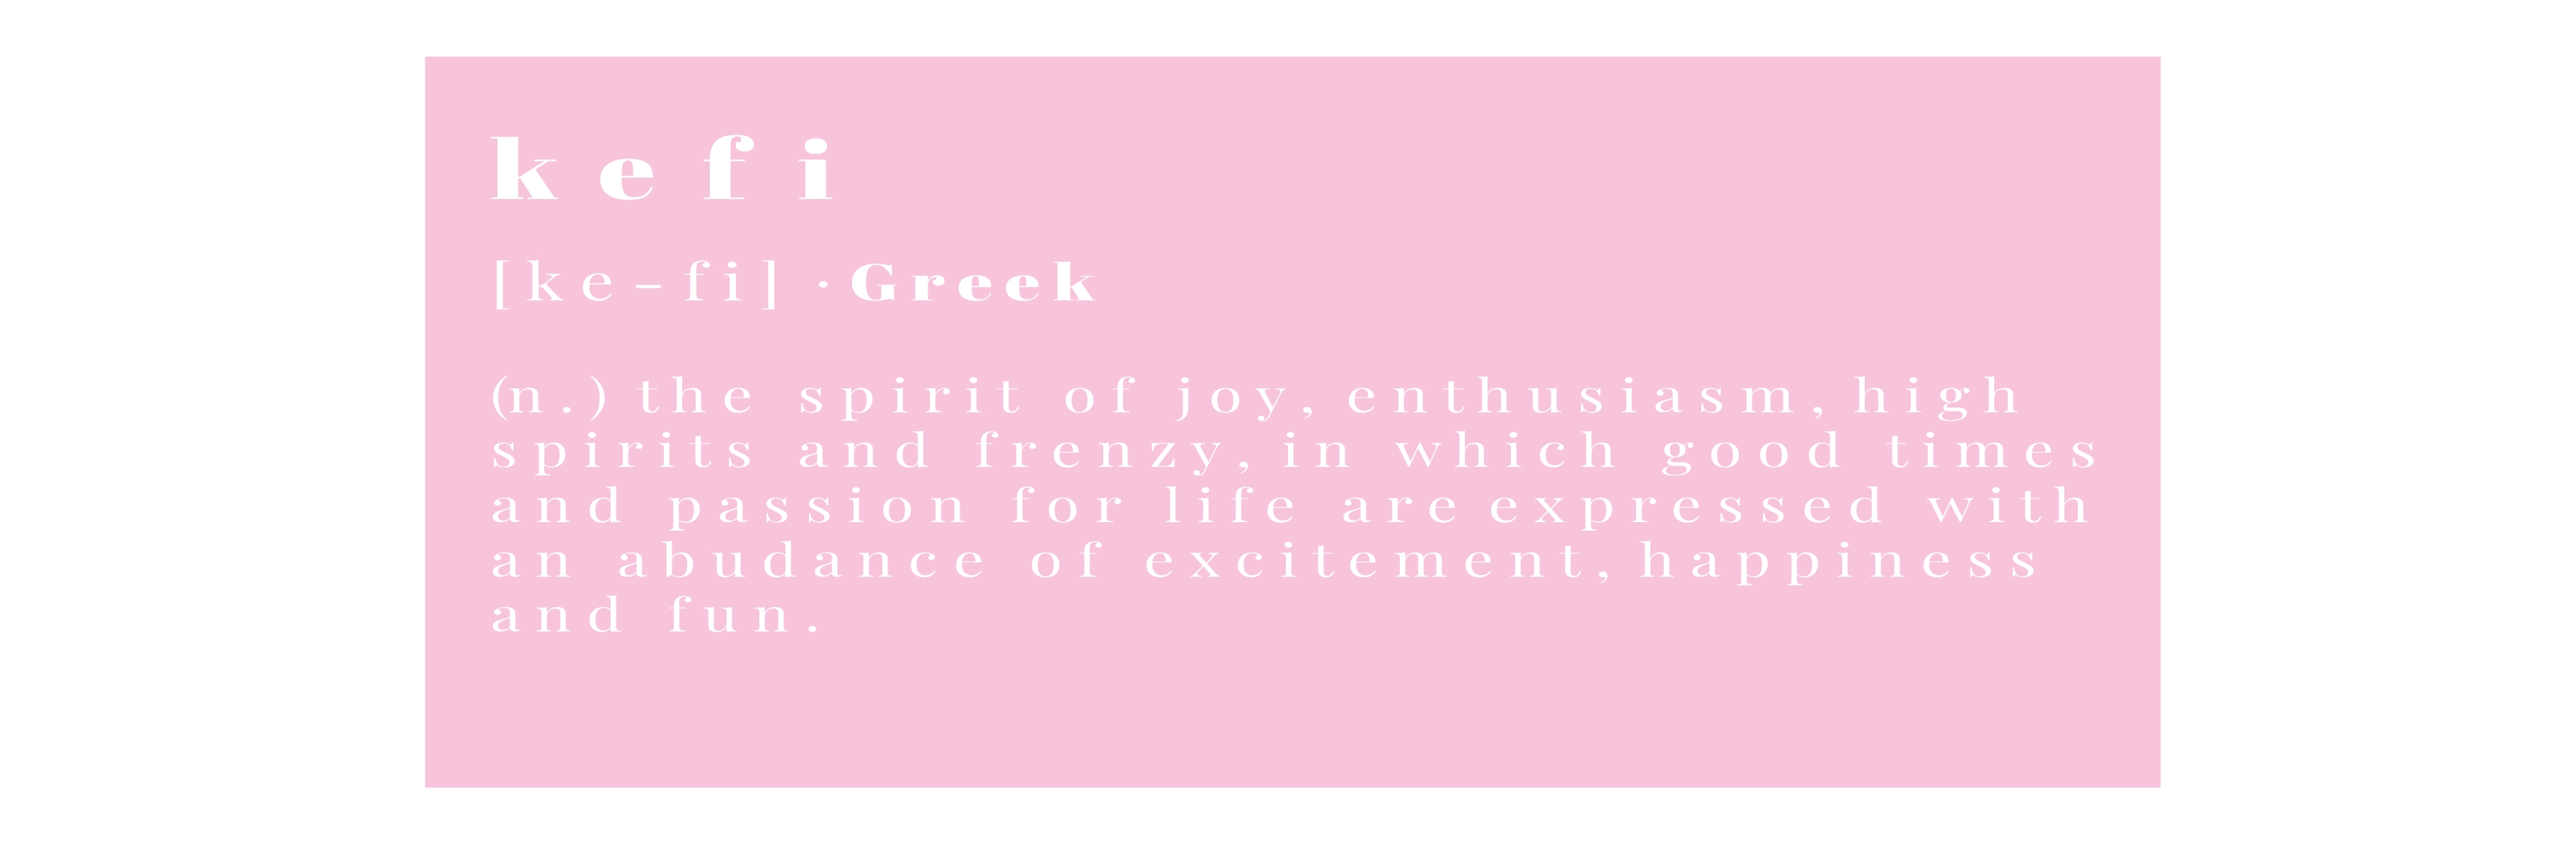 kefi
[ke-fi] · Greek
(n.) the spirit of joy, enthusiasm, high
spirits and frenzy, in which good times
and passion for life are expressed with
an abudance of excitement, happiness
and fun.